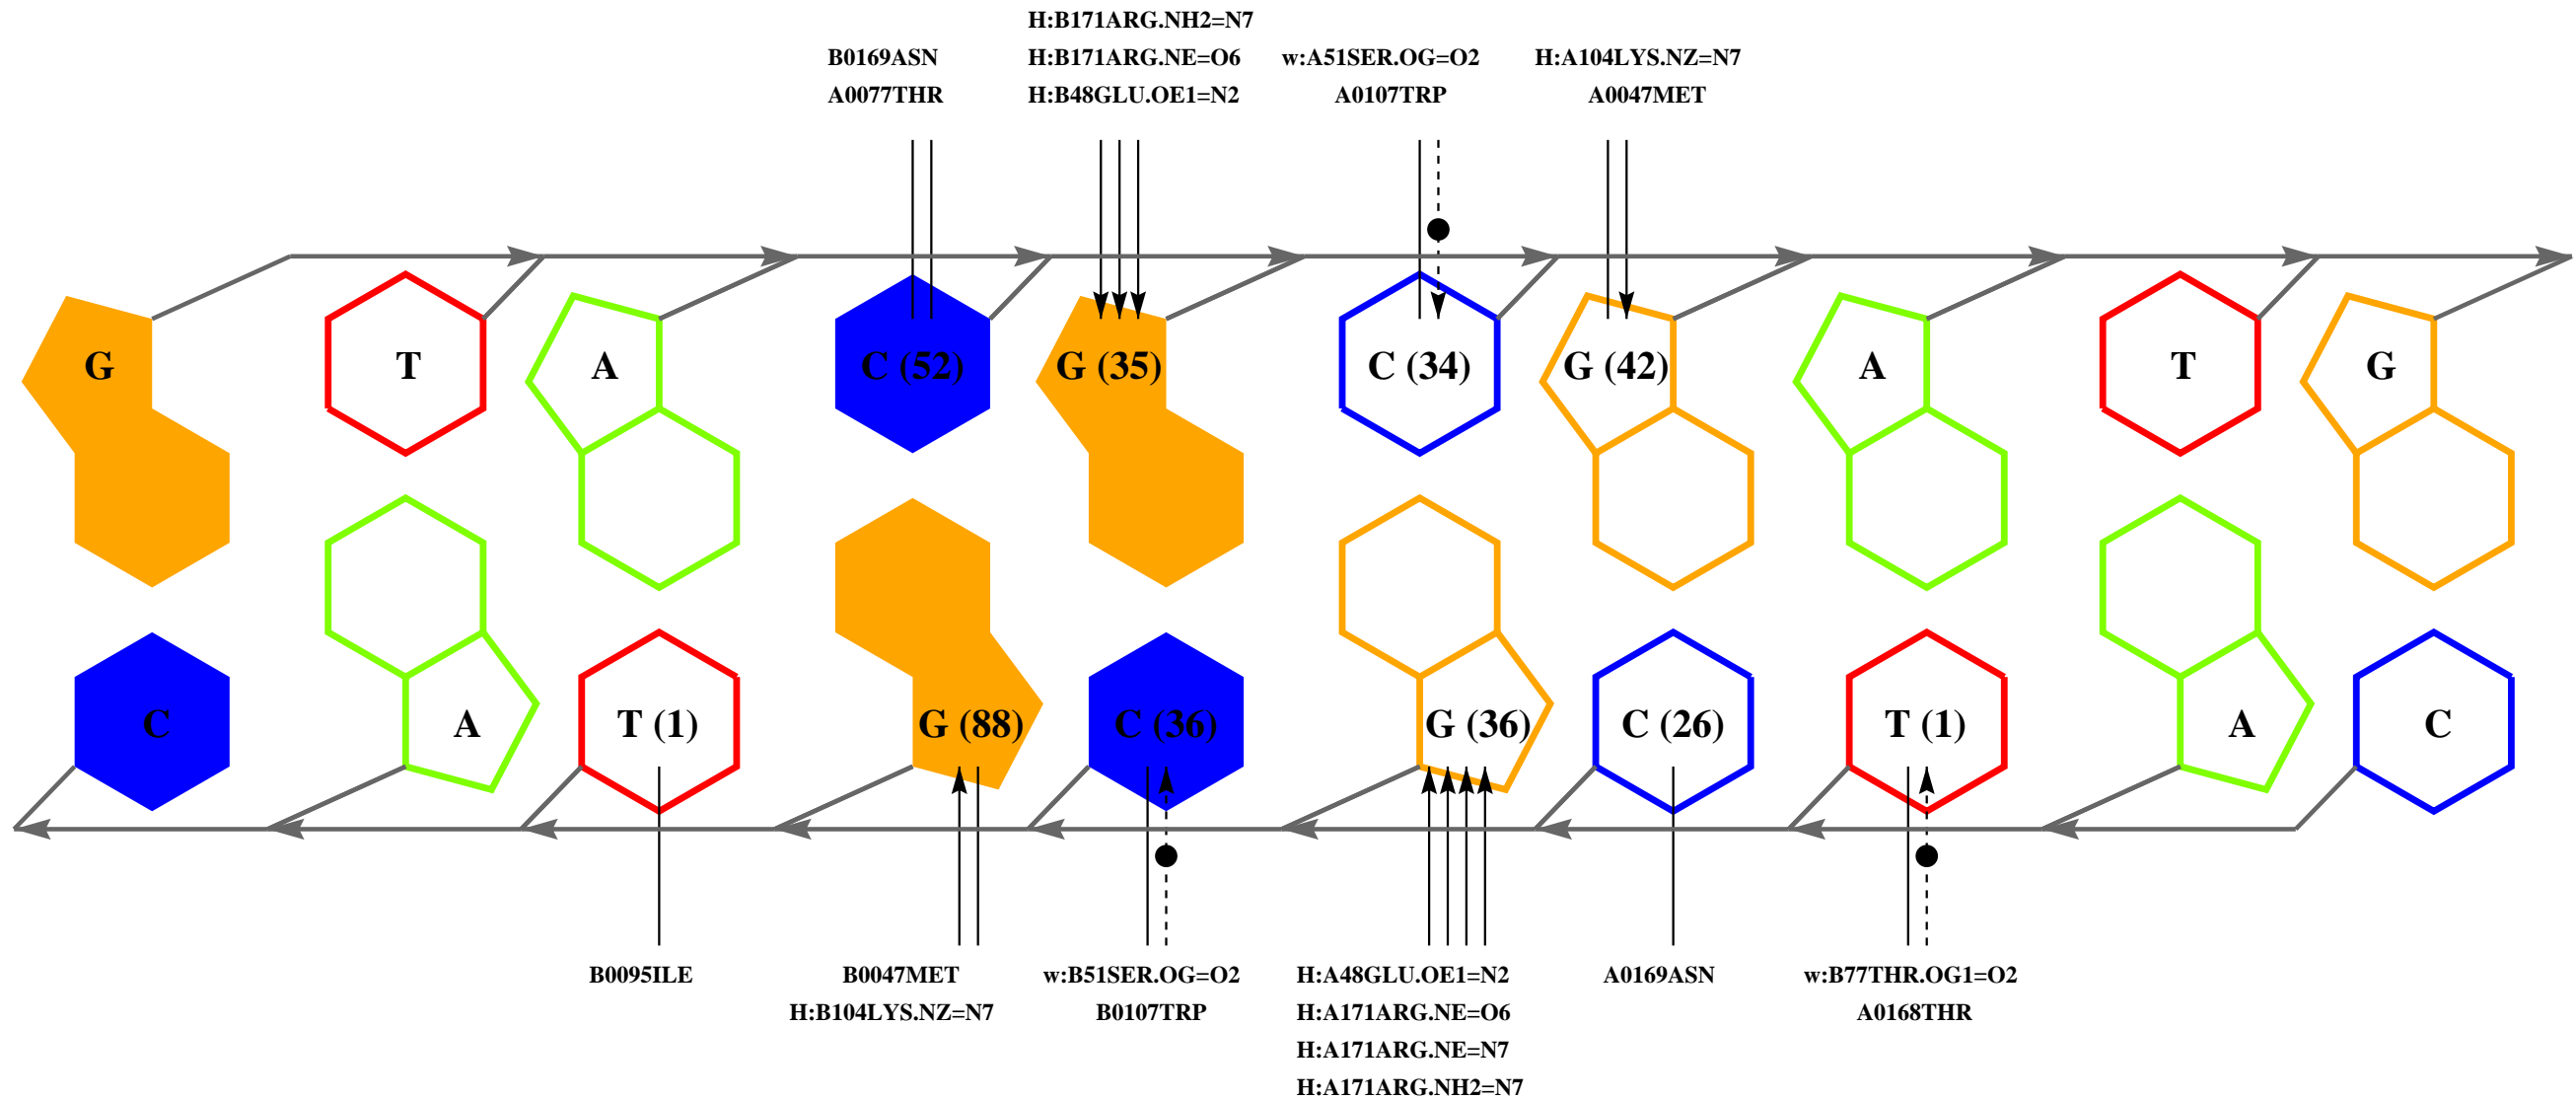 H:B171ARG.NH2=N7
B0169ASN H:B171ARG.NE=O6 w:A51SER.OG=O2 H:A104LYS.NZ=N7
A0077THR H:B48GLU.OE1=N2 A0107TRP A0047MET
G T A C (52) G (35) C (34) G (42) A T G
C A T (1) G (88) C (36) G (36) C (26) T (1) A C
B0095ILE B0047MET w:B51SER.OG=O2 H:A48GLU.OE1=N2 A0169ASN w:B77THR.OG1=O2
H:B104LYS.NZ=N7 B0107TRP H:A171ARG.NE=O6 A0168THR
H:A171ARG.NE=N7
H:A171ARG.NH2=N7